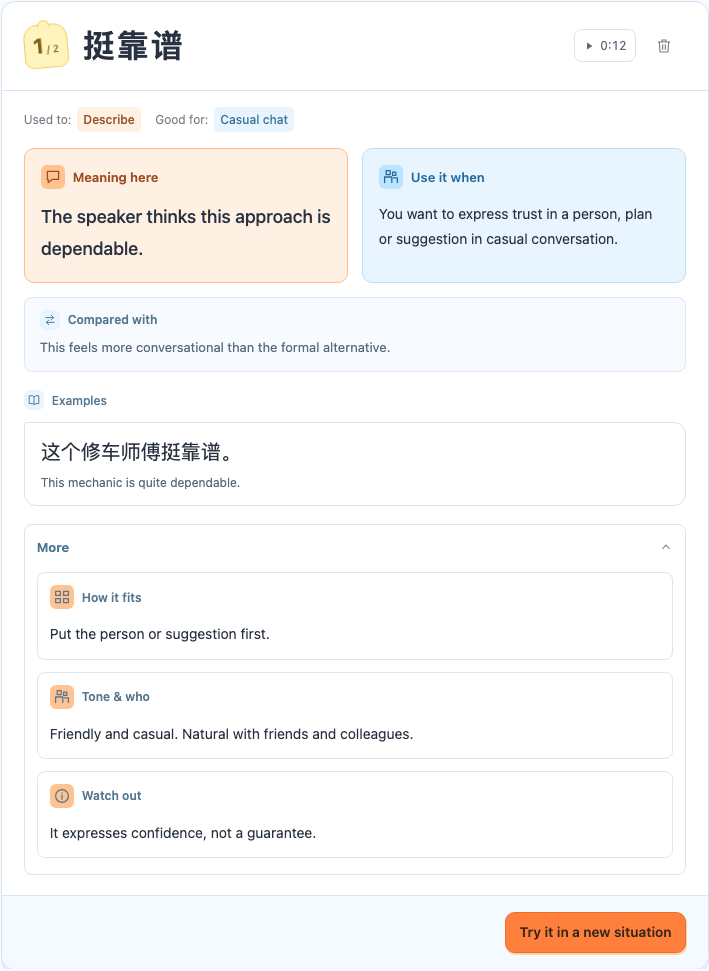 1 / 2
挺靠谱
0:12
Used to: Describe Good for: Casual chat
Meaning here
The speaker thinks this approach is
dependable.
Use it when
You want to express trust in a person, plan
or suggestion in casual conversation.
Compared with
This feels more conversational than the formal alternative.
Examples
这个修车师傅挺靠谱。
This mechanic is quite dependable.
More
How it fits
Put the person or suggestion first.
Tone & who
Friendly and casual. Natural with friends and colleagues.
Watch out
It expresses confidence, not a guarantee.
Try it in a new situation